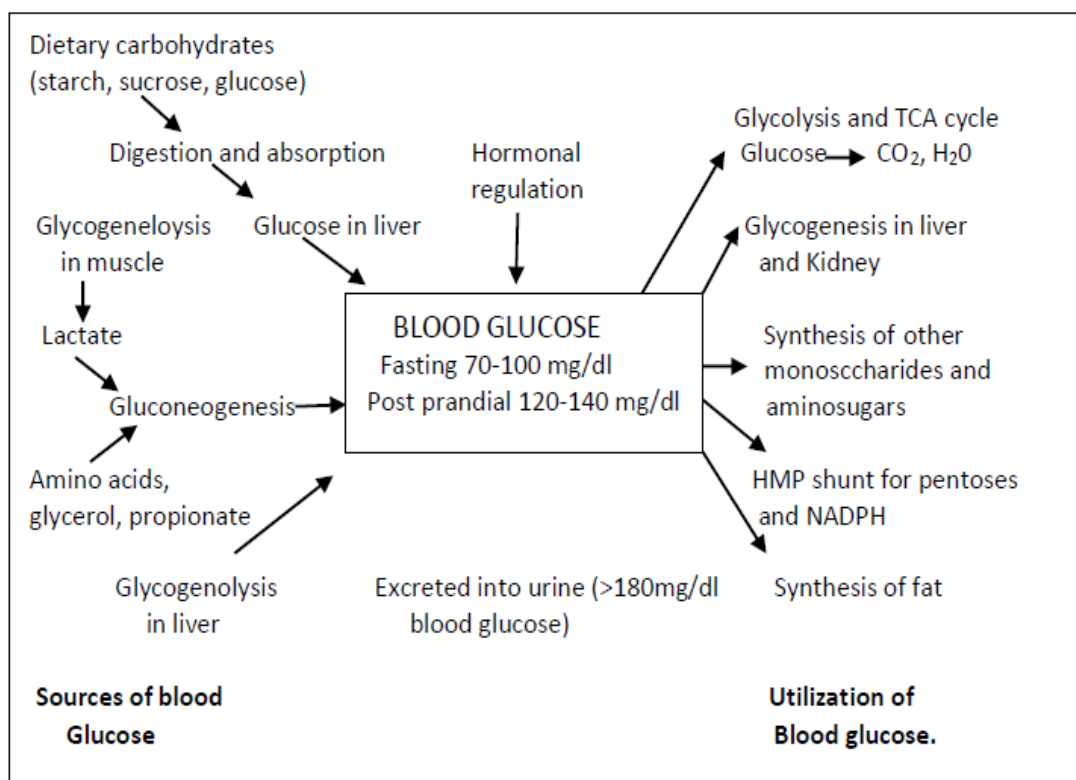 Dietary carbohydrates
(starch, sucrose, glucose)
Digestion and absorption
Glucose in liver
Glycogeneloysis
in muscle
Lactate
Gluconeogenesis
Amino acids,
glycerol, propionate
Glycogenolysis
in liver
Hormonal
regulation
BLOOD GLUCOSE
Fasting 70-100 mg/dl
Post prandial 120-140 mg/dl
Excreted into urine (>180mg/dl
blood glucose)
Glycolysis and TCA cycle
Glucose CO₂, H₂0
Glycogenesis in liver
and Kidney
Synthesis of other
monosccharides and
aminosugars
HMP shunt for pentoses
and NADPH
Synthesis of fat
Sources of blood
Glucose
Utilization of
Blood glucose.